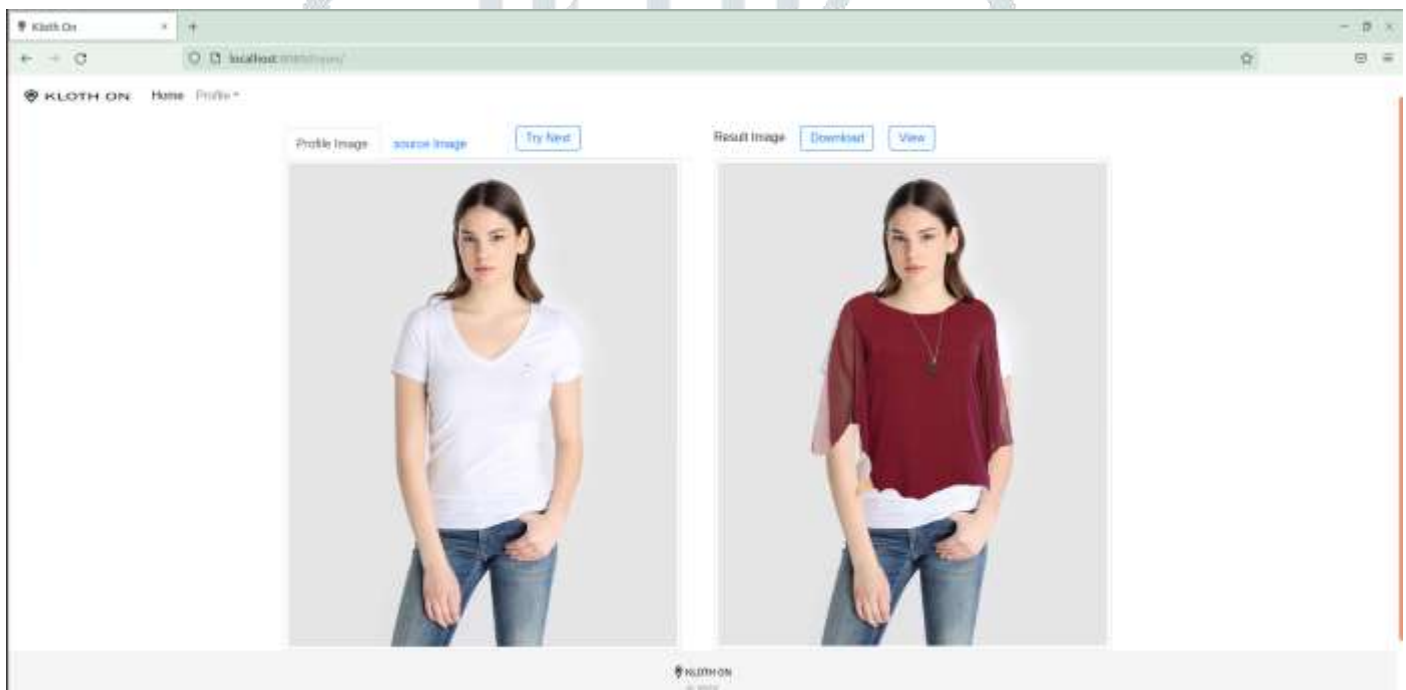 Kloth On
localhost
KLOTH ON Home Profile
Profile Image source Image Try Next Result Image Download View
KLOTH ON